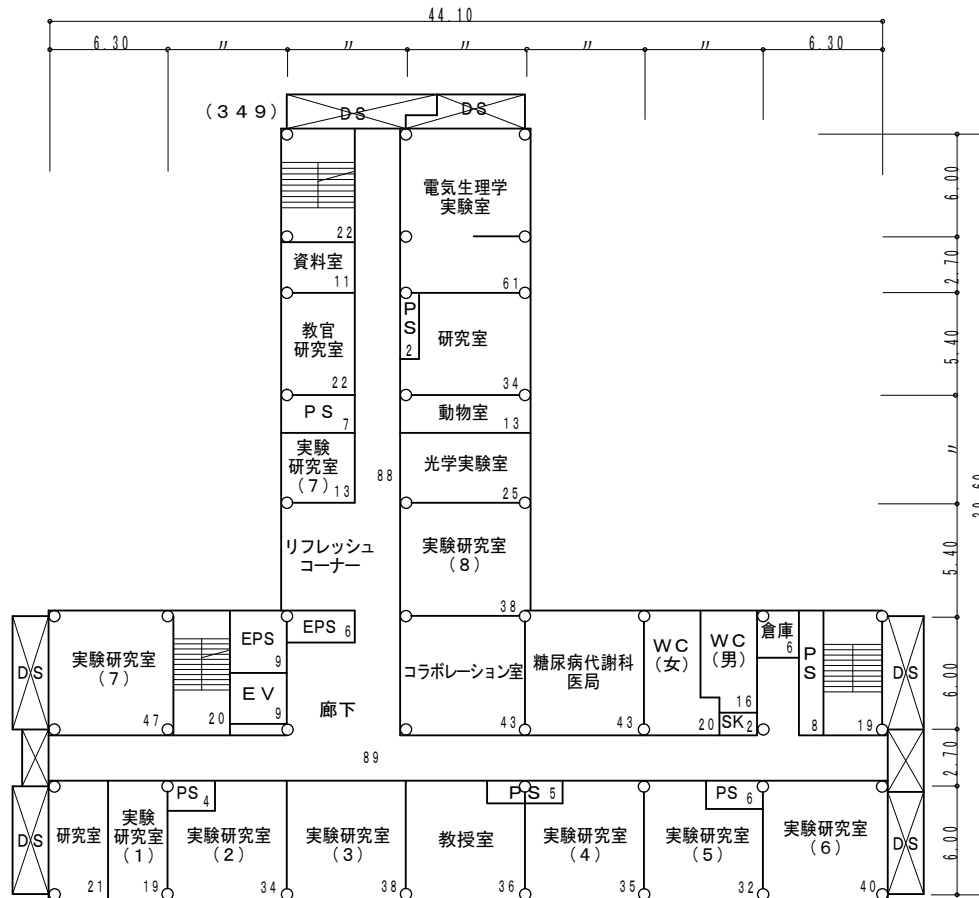 44.10
6.30 〃 〃 〃 〃 〃 6.30
(349)
DS DS
6.00
2.70
5.40
〃
5.40
6.00
2.70
6.00
22
電気生理学
実験室
61
資料室
11
教官
研究室
22
PS
2
研究室
34
PS
7
動物室
13
実験
研究室
(7) 13
88
光学実験室
25
リフレッシュ
コーナー
実験研究室
(8)
38
DS
実験研究室
(7)
47
20
EPS
9
EV
9
EPS 6
廊下
コラボレーション室
43
糖尿病代謝科
医局
43
WC
(女)
20
WC
(男)
16
SK 2
倉庫
6
PS
8
19
DS
89
DS
研究室
21
実験
研究室
(1)
19
PS 4
実験研究室
(2)
34
実験研究室
(3)
38
教授室
36
PS 5
実験研究室
(4)
35
PS 6
実験研究室
(5)
32
実験研究室
(6)
40
DS